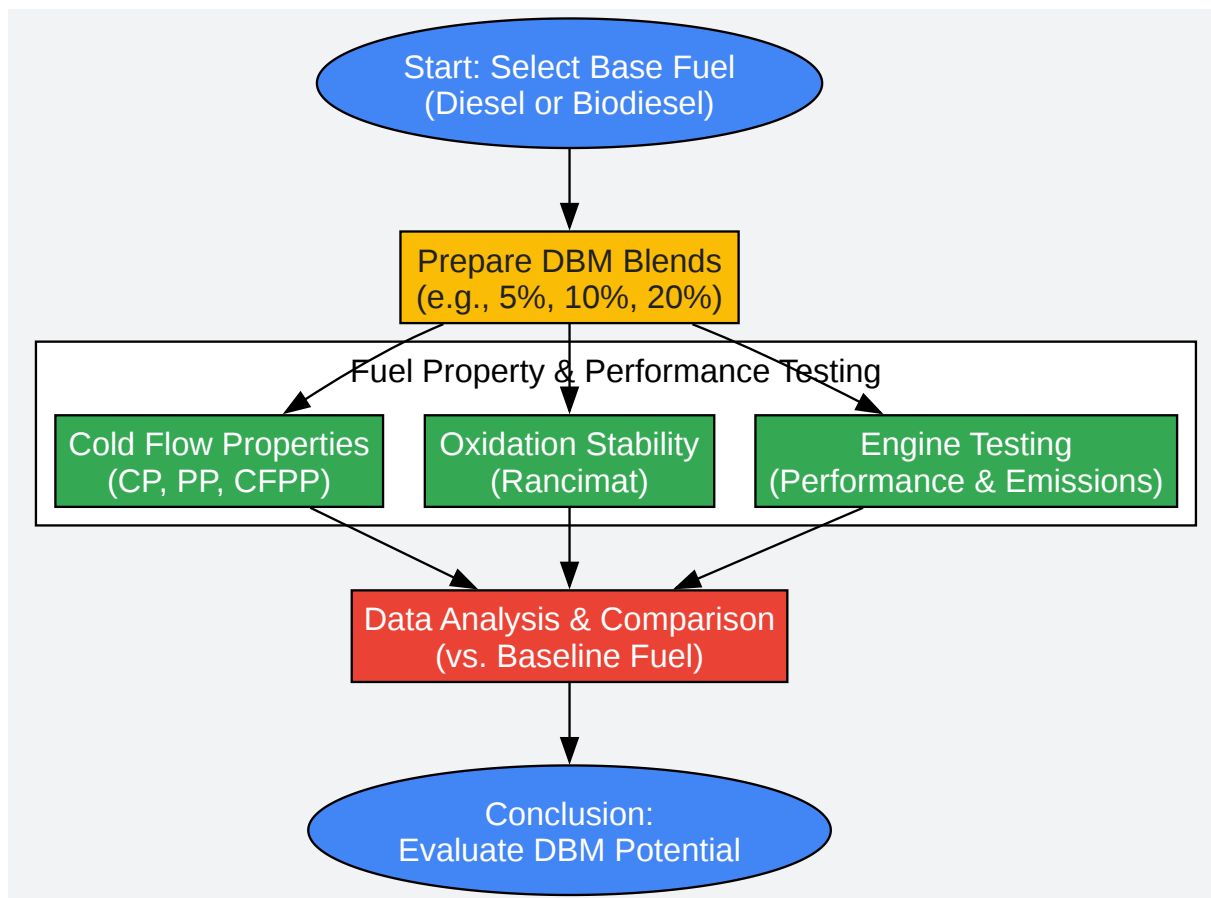 Start: Select Base Fuel
(Diesel or Biodiesel)
Prepare DBM Blends
(e.g., 5%, 10%, 20%)
Fuel Property & Performance Testing
Cold Flow Properties
(CP, PP, CFPP)
Oxidation Stability
(Rancimat)
Engine Testing
(Performance & Emissions)
Data Analysis & Comparison
(vs. Baseline Fuel)
Conclusion:
Evaluate DBM Potential